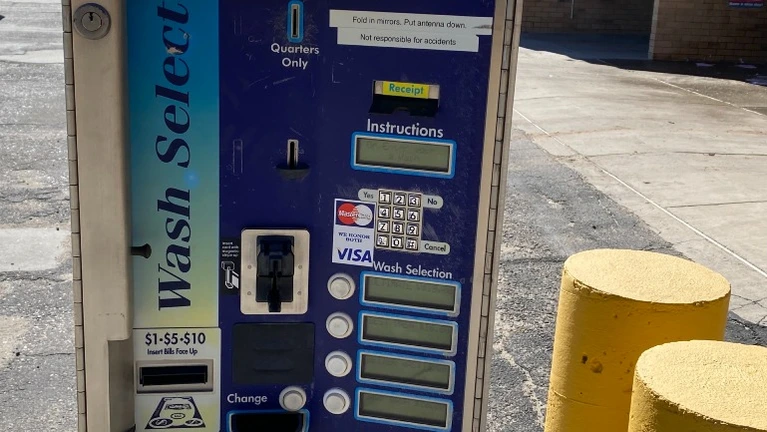 Wash Select
Quarters
Only
Fold in mirrors. Put antenna down.
Not responsible for accidents
Receipt
Instructions
Yes
1 2 3
No
4 5 6
7 8 9
0 #
Cancel
MasterCard
WE HONOR
BOTH
VISA
Wash Selection
$1-$5-$10
Insert Bills Face Up
Change